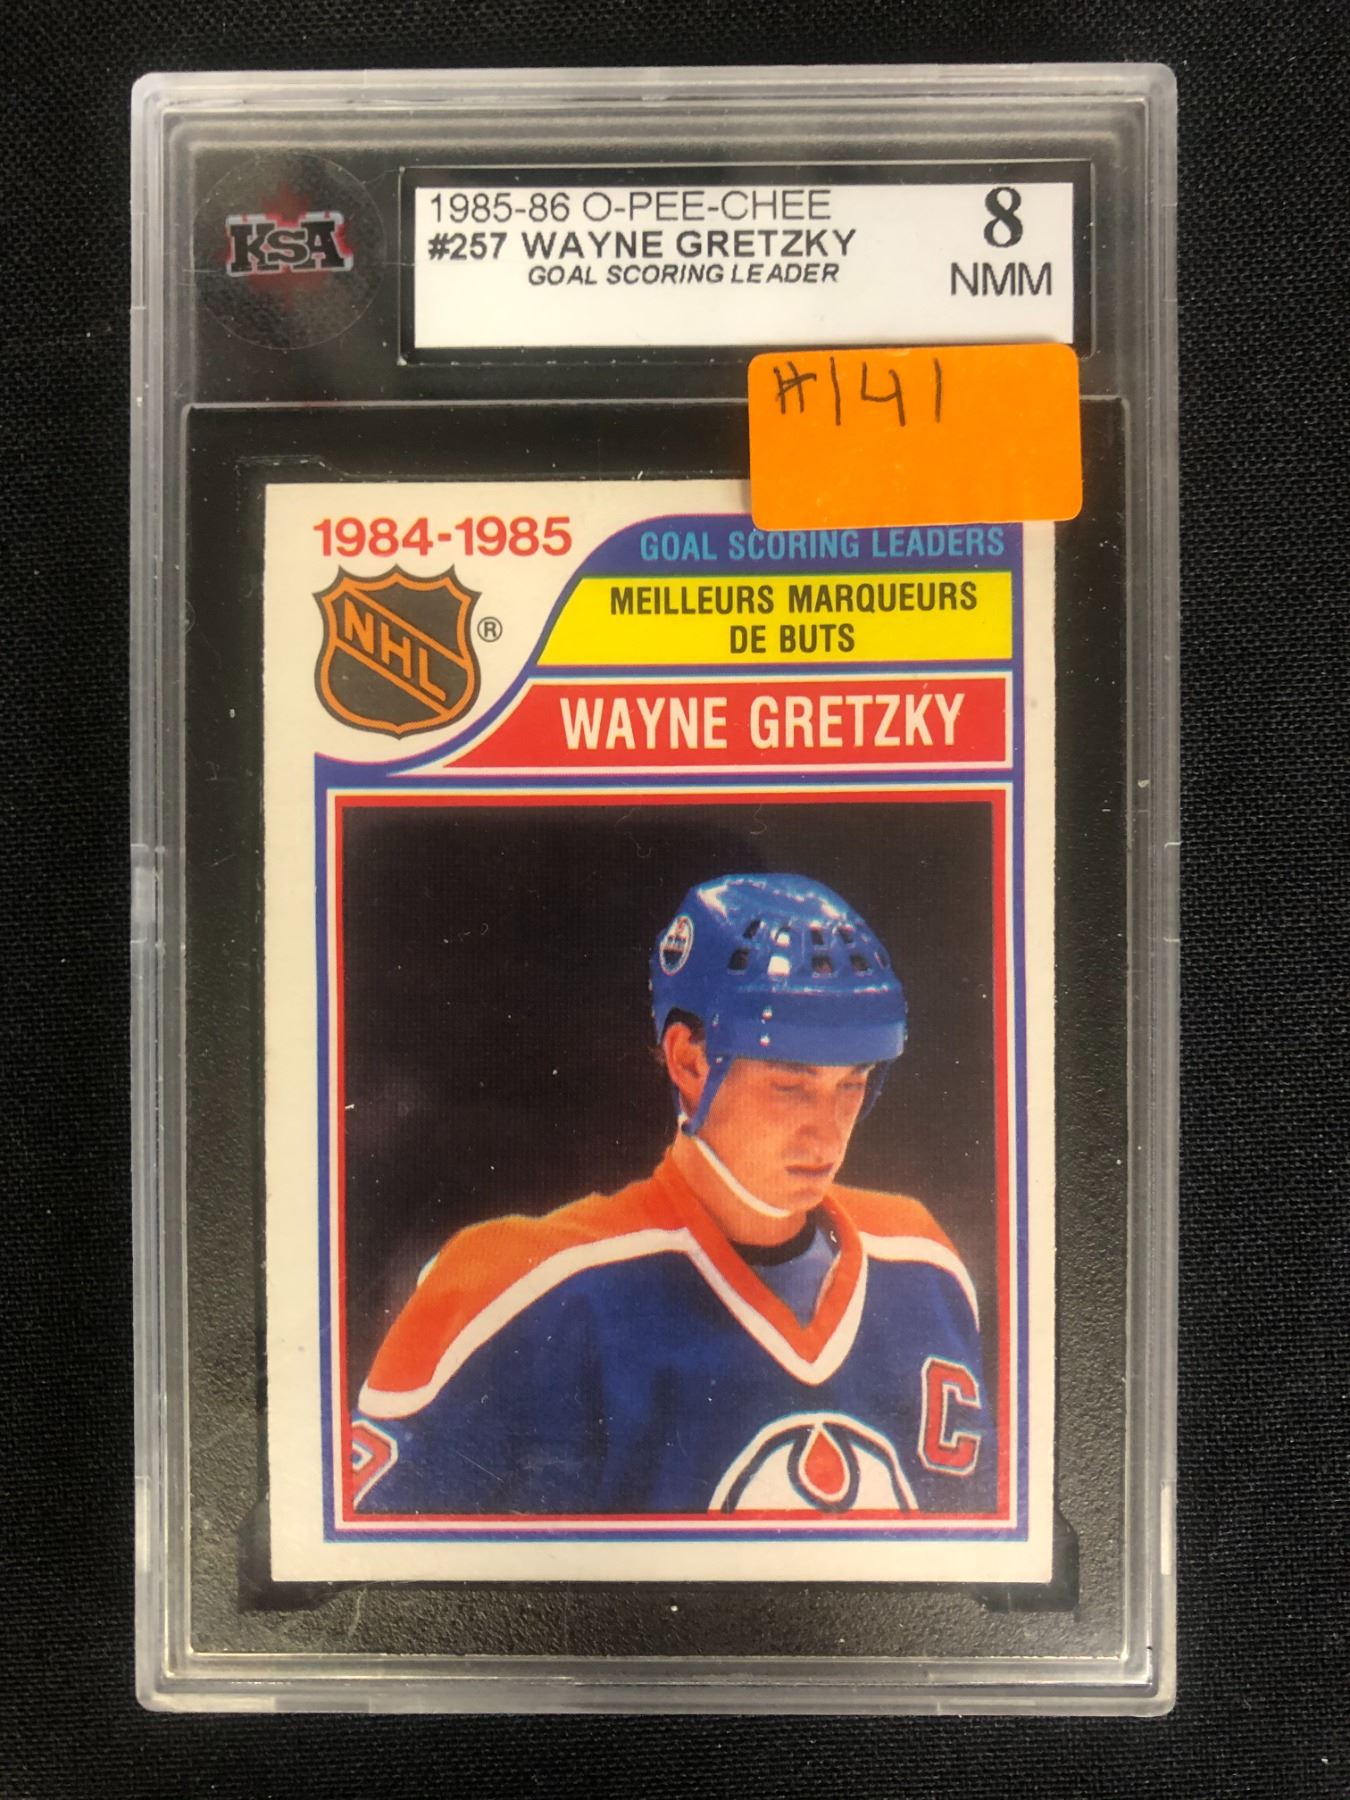 KSA
1985-86 O-PEE-CHEE
#257 WAYNE GRETZKY
GOAL SCORING LEADER
8
NMM
#141
1984-1985
GOAL SCORING LEADERS
MEILLEURS MARQUEURS
DE BUTS
NHL
®
WAYNE GRETZKY
C